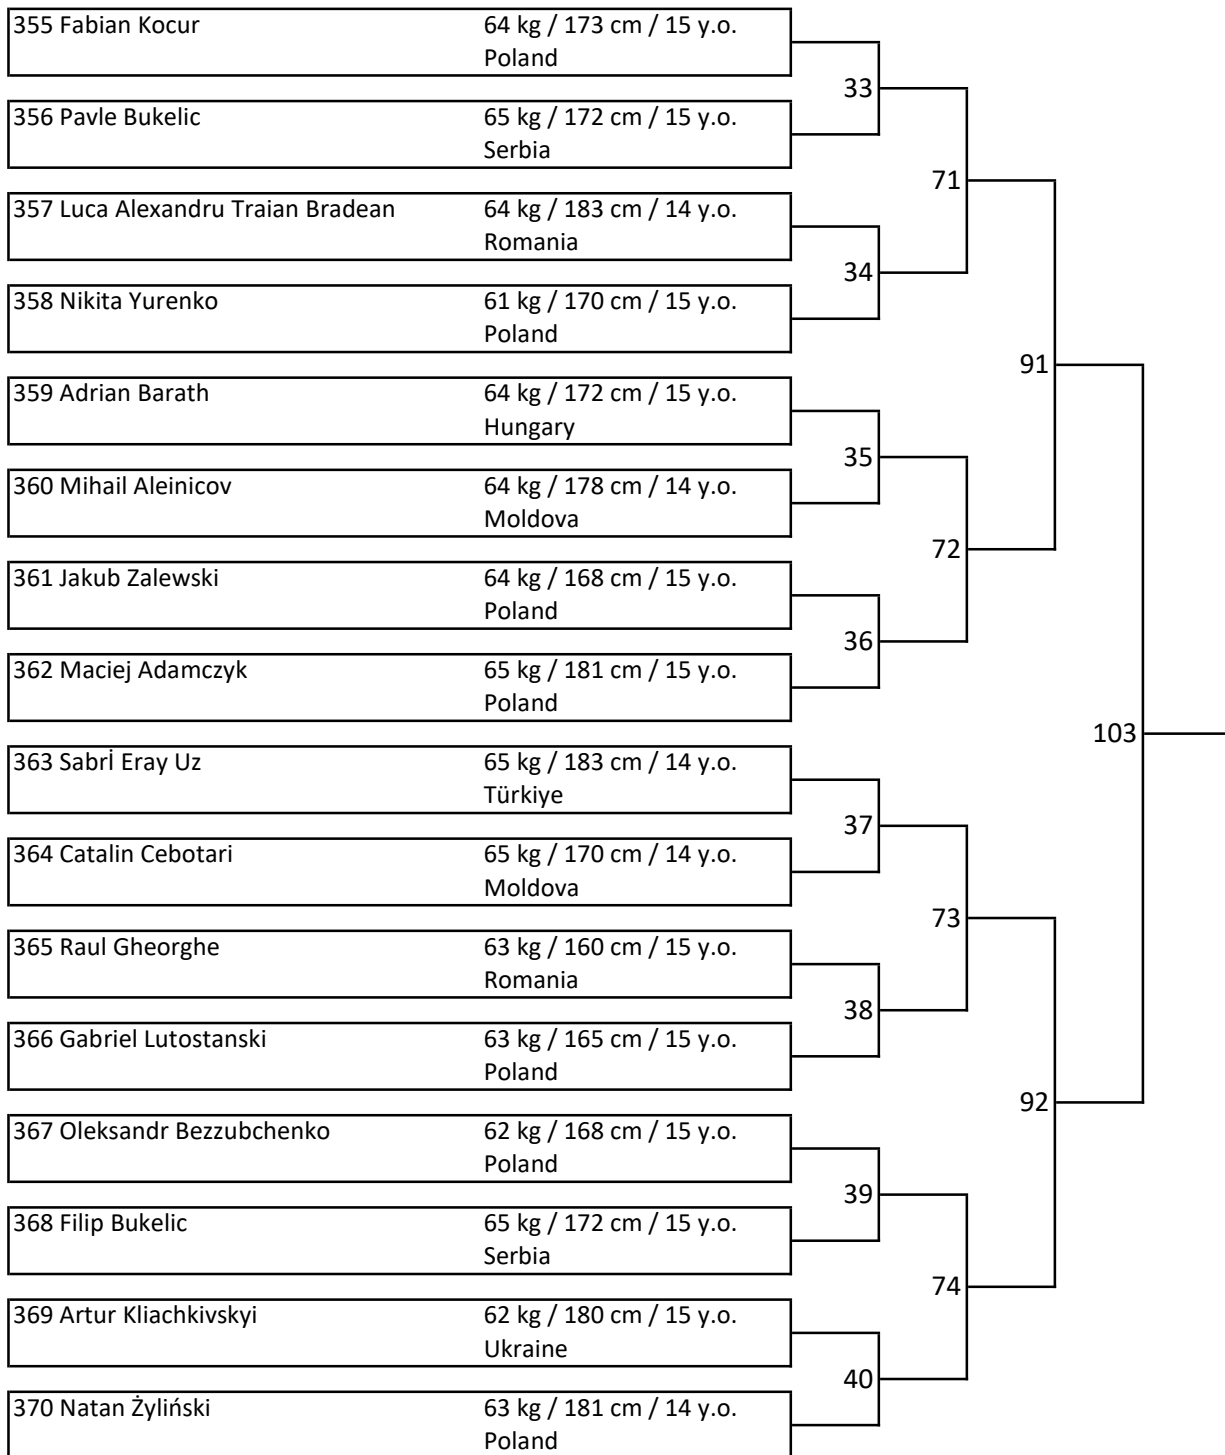 355 Fabian Kocur 64 kg / 173 cm / 15 y.o.
Poland
33
356 Pavle Bukelic 65 kg / 172 cm / 15 y.o.
Serbia
71
357 Luca Alexandru Traian Bradean 64 kg / 183 cm / 14 y.o.
Romania
34
358 Nikita Yurenko 61 kg / 170 cm / 15 y.o.
Poland
91
359 Adrian Barath 64 kg / 172 cm / 15 y.o.
Hungary
35
360 Mihail Aleinicov 64 kg / 178 cm / 14 y.o.
Moldova
72
361 Jakub Zalewski 64 kg / 168 cm / 15 y.o.
Poland
36
362 Maciej Adamczyk 65 kg / 181 cm / 15 y.o.
Poland
103
363 Sabrİ Eray Uz 65 kg / 183 cm / 14 y.o.
Türkiye
37
364 Catalin Cebotari 65 kg / 170 cm / 14 y.o.
Moldova
73
365 Raul Gheorghe 63 kg / 160 cm / 15 y.o.
Romania
38
366 Gabriel Lutostanski 63 kg / 165 cm / 15 y.o.
Poland
92
367 Oleksandr Bezzubchenko 62 kg / 168 cm / 15 y.o.
Poland
39
368 Filip Bukelic 65 kg / 172 cm / 15 y.o.
Serbia
74
369 Artur Kliachkivskyi 62 kg / 180 cm / 15 y.o.
Ukraine
40
370 Natan Żyliński 63 kg / 181 cm / 14 y.o.
Poland